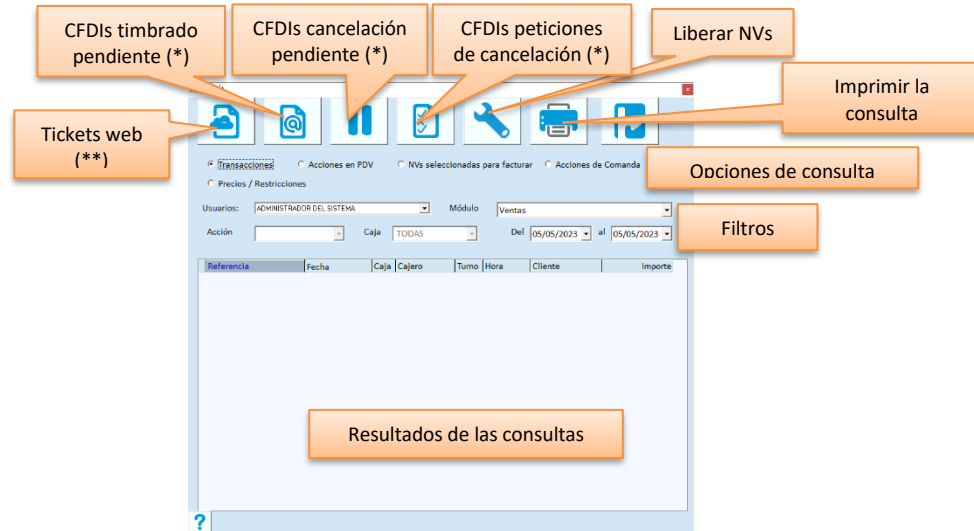 CFDIs timbrado
pendiente (*)
CFDIs cancelación
pendiente (*)
CFDIs peticiones
de cancelación (*)
Liberar NVs
Imprimir la
consulta
Tickets web
(**)
Transacciones Acciones en PDV NVs seleccionadas para facturar Acciones de Comanda
Precios / Restricciones
Opciones de consulta
Usuarios: ADMINISTRADOR DEL SISTEMA Módulo Ventas
Acción Caja TODAS Del 05/05/2023 al 05/05/2023
Filtros
Referencia Fecha Caja Cajero Turno Hora Cliente Importe
Resultados de las consultas
?